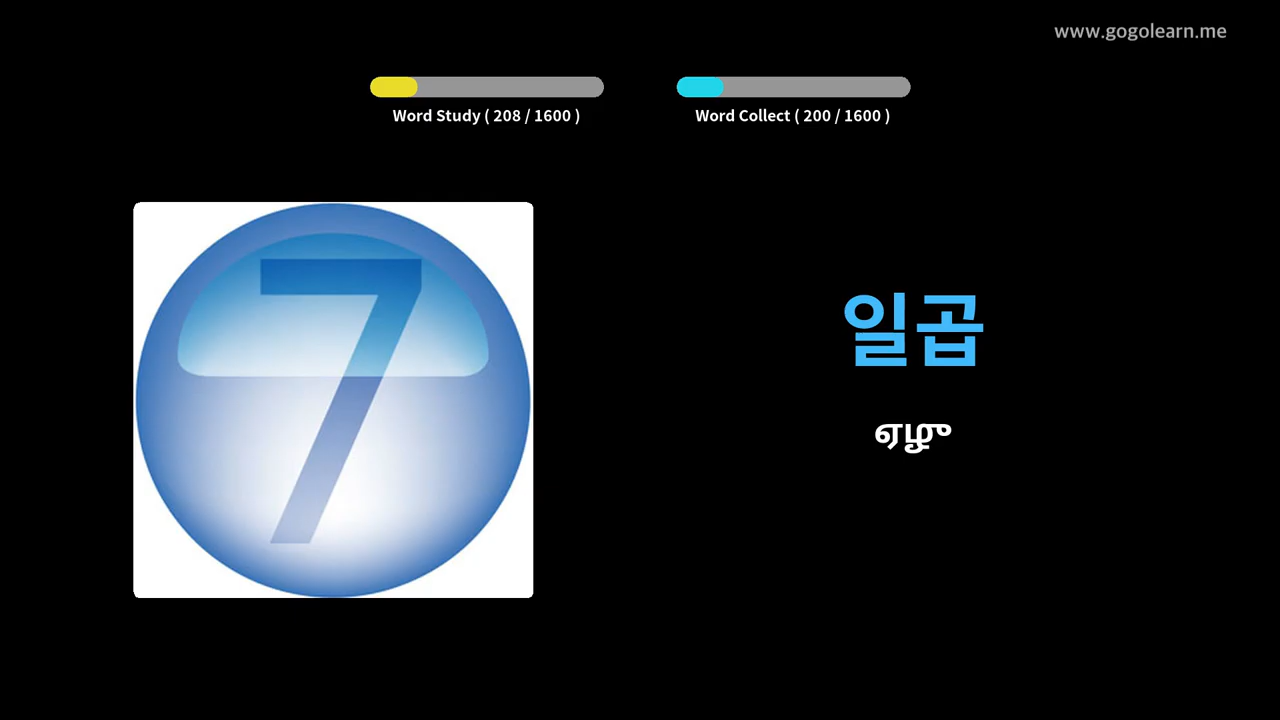 www.gogolearn.me
Word Study ( 208 / 1600 )
Word Collect ( 200 / 1600 )
7
일곱
ஏழு